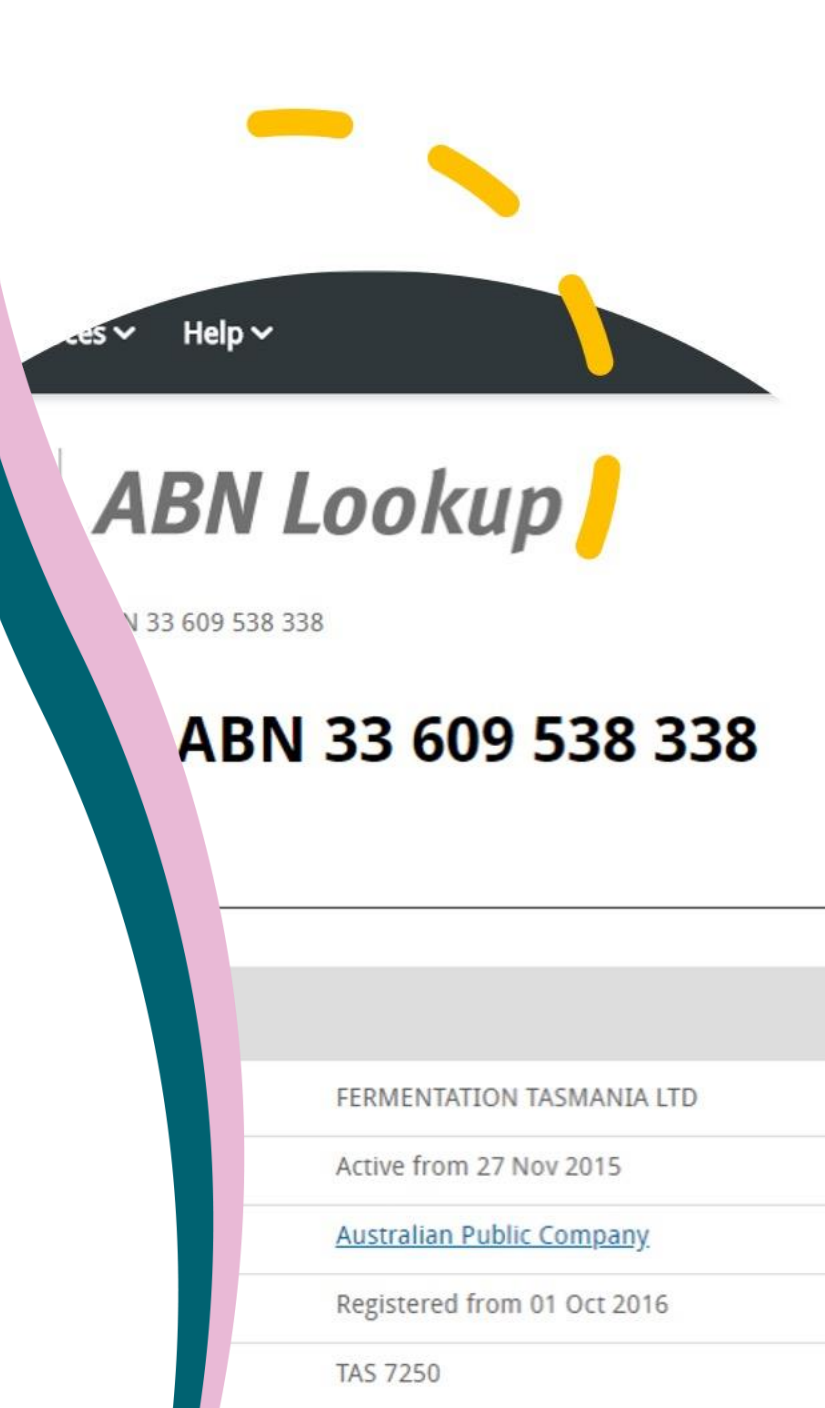 Help
ABN Lookup
33 609 538 338
ABN 33 609 538 338
FERMENTATION TASMANIA LTD
Active from 27 Nov 2015
Australian Public Company
Registered from 01 Oct 2016
TAS 7250